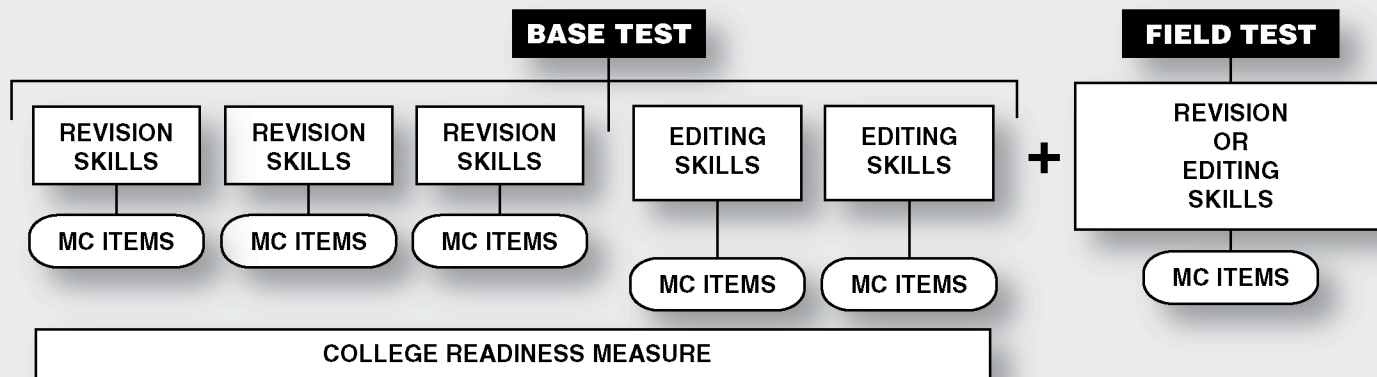 BASE TEST
FIELD TEST
REVISION
SKILLS
REVISION
SKILLS
REVISION
SKILLS
EDITING
SKILLS
EDITING
SKILLS
+
REVISION
OR
EDITING
SKILLS
MC ITEMS
MC ITEMS
MC ITEMS
MC ITEMS
MC ITEMS
MC ITEMS
COLLEGE READINESS MEASURE